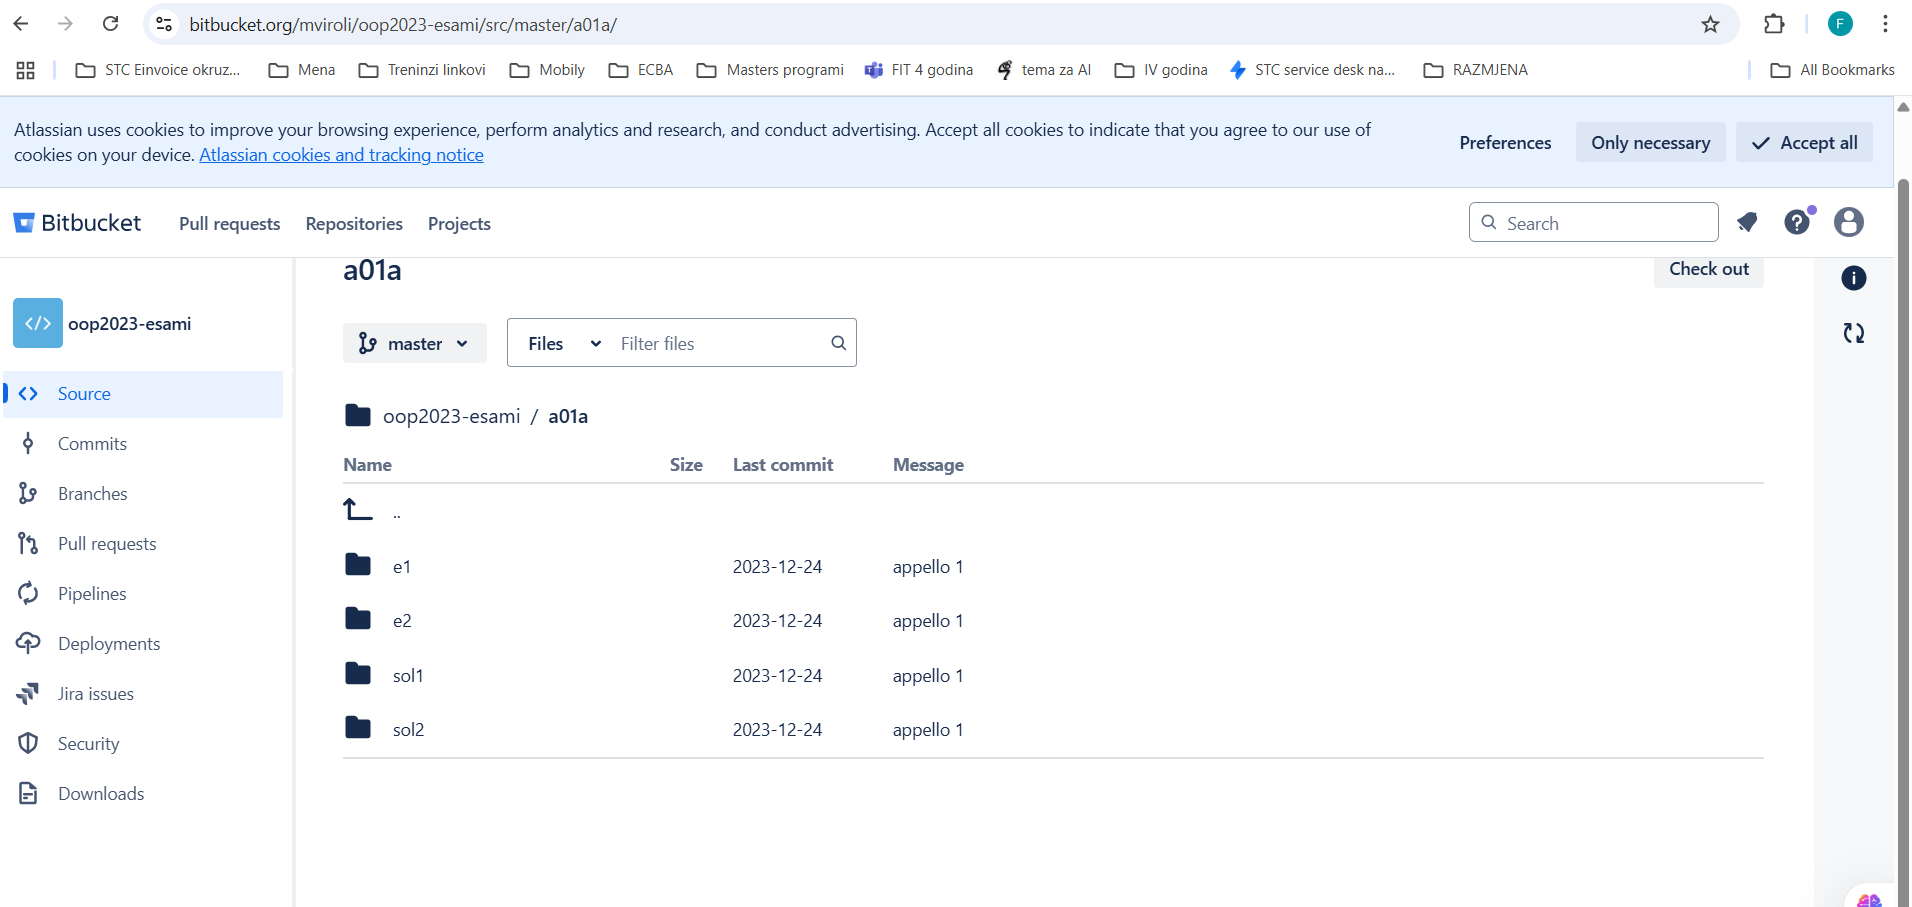 bitbucket.org/mviroli/oop2023-esami/src/master/a01a/
F
STC Einvoice okruz...
Mena
Treninzi linkovi
Mobily
ECBA
Masters programi
FIT 4 godina
tema za AI
IV godina
STC service desk na...
RAZMJENA
All Bookmarks
Atlassian uses cookies to improve your browsing experience, perform analytics and research, and conduct advertising. Accept all cookies to indicate that you agree to our use of
cookies on your device. Atlassian cookies and tracking notice
Preferences
Only necessary
Accept all
Bitbucket
Pull requests
Repositories
Projects
Search
oop2023-esami
Source
Commits
Branches
Pull requests
Pipelines
Deployments
Jira issues
Security
Downloads
a01a
Check out
master
Files
Filter files
oop2023-esami / a01a
Name Size Last commit Message
..
e1 2023-12-24 appello 1
e2 2023-12-24 appello 1
sol1 2023-12-24 appello 1
sol2 2023-12-24 appello 1